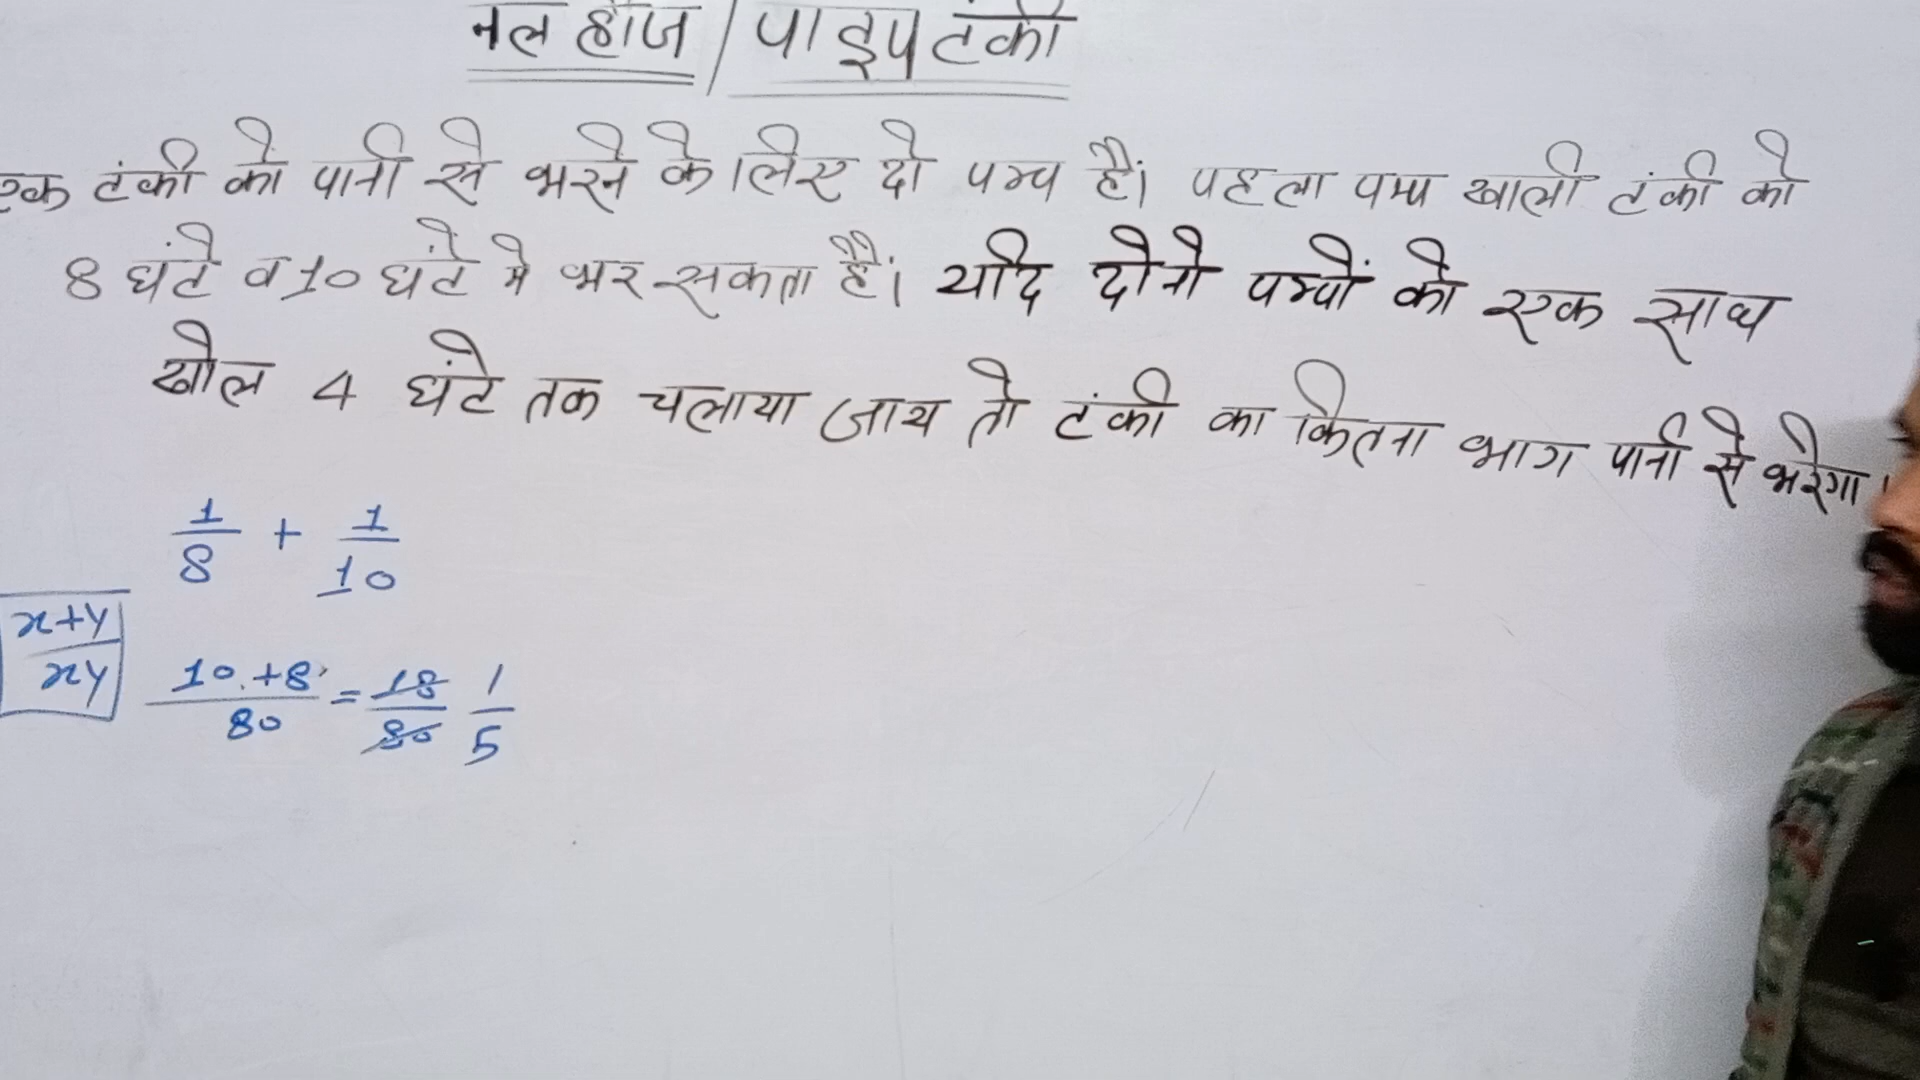 नल हौज / पाइप टंकी
एक टंकी को पानी से भरने के लिए दो पम्प हैं। पहला पम्प खाली टंकी को
8 घंटे व 10 घंटे मे भर सकता है। यदि दोनो पम्पों को एक साथ
खोल 4 घंटे तक चलाया जाय तो टंकी का कितना भाग पानी से भरेगा।
1/8 + 1/10
x+y/xy
10+8/80 = 18/80 1/5